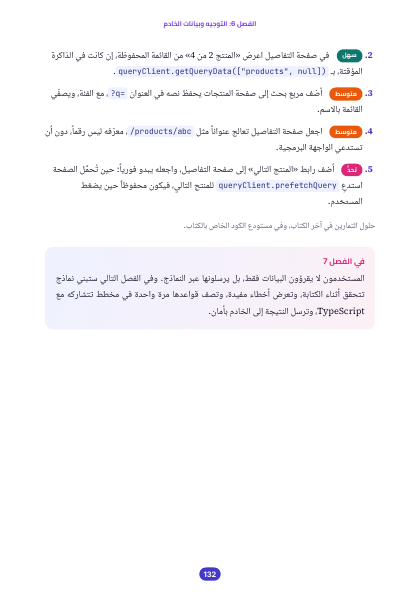 الفصل 6: التوجيه وبيانات الخادم
2. سهل في صفحة التفاصيل اعرض «المنتج 2 من 4» من القائمة المحفوظة، إن كانت في الذاكرة
المؤقتة، بـ queryClient.getQueryData(["products", null]).
3. متوسط أضف مربع بحث إلى صفحة المنتجات يحفظ نصه في العنوان ?q=، مع الفئة، ويصفّي
القائمة بالاسم.
4. متوسط اجعل صفحة التفاصيل تعالج عنواناً مثل /products/abc، معرّفه ليس رقماً، دون أن
تستدعي الواجهة البرمجية.
5. تحدٍّ أضف رابط «المنتج التالي» إلى صفحة التفاصيل، واجعله يبدو فورياً: حين تُحمَّل الصفحة
استدعِ queryClient.prefetchQuery للمنتج التالي، فيكون محفوظاً حين يضغط
المستخدم.
حلول التمارين في آخر الكتاب، وفي مستودع الكود الخاص بالكتاب.
في الفصل 7
المستخدمون لا يقرؤون البيانات فقط، بل يرسلونها عبر النماذج. وفي الفصل التالي ستبني نماذج
تتحقق أثناء الكتابة، وتعرض أخطاء مفيدة، وتصف قواعدها مرة واحدة في مخطط تتشاركه مع
TypeScript، وترسل النتيجة إلى الخادم بأمان.
132